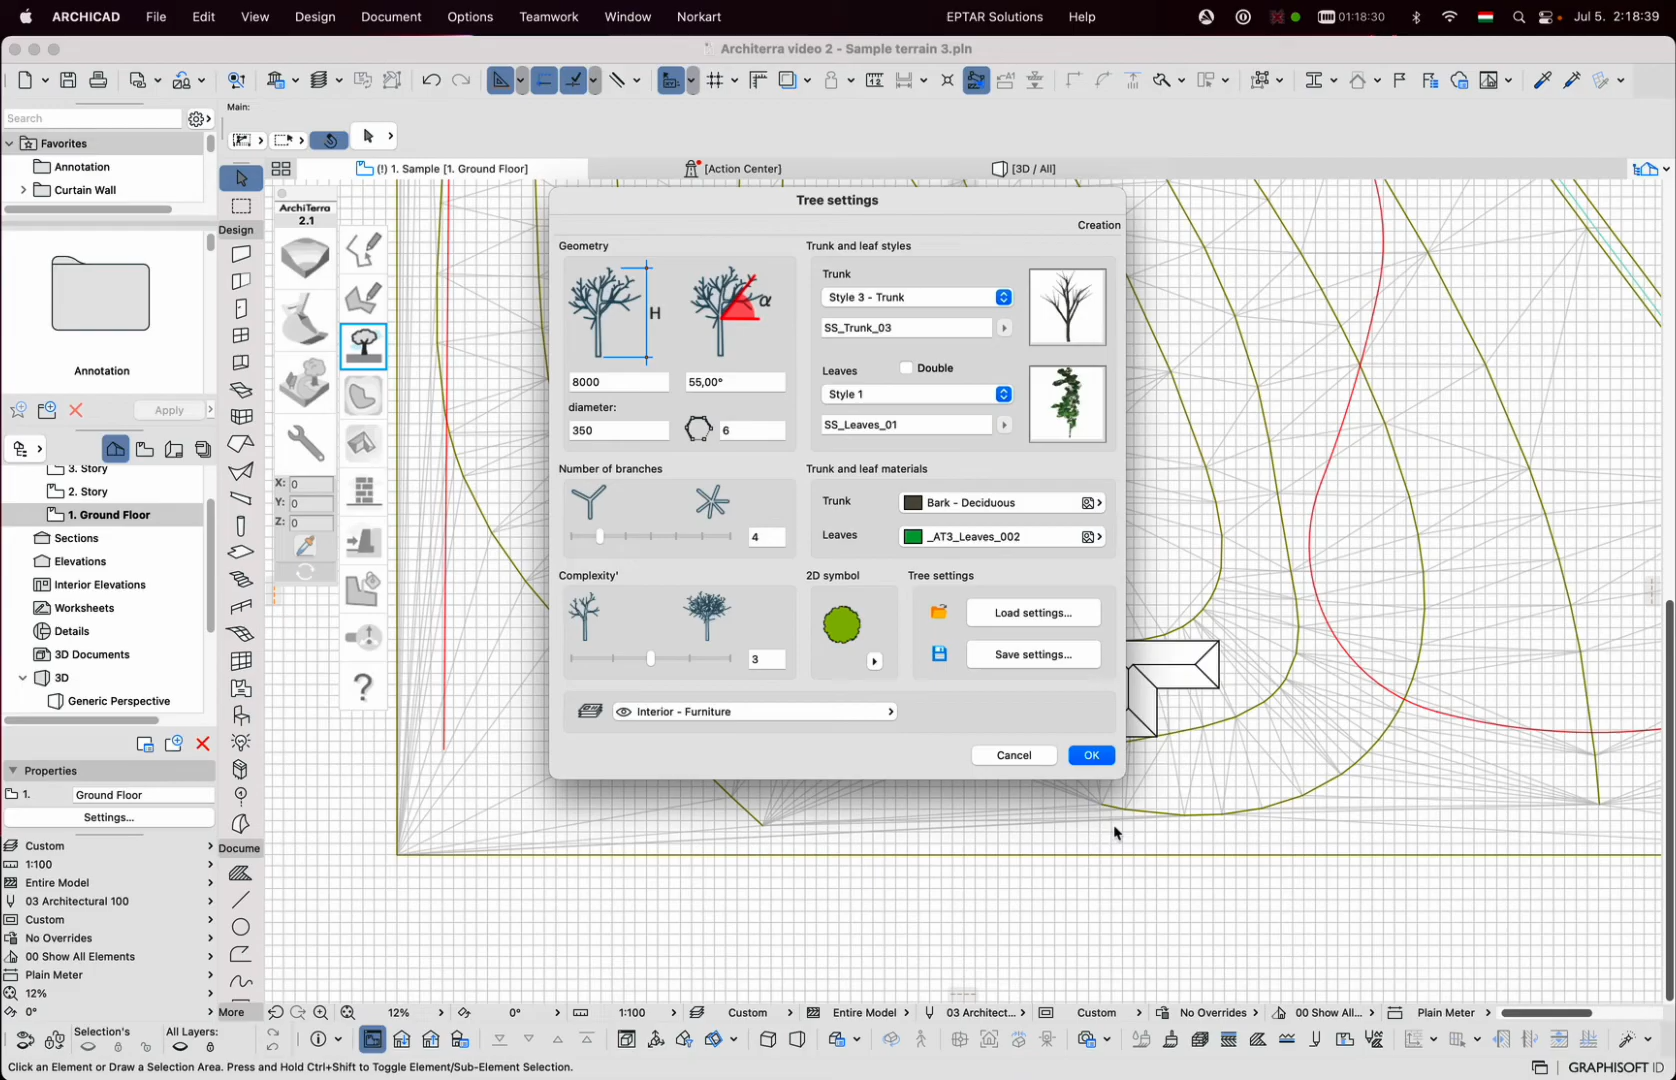 ARCHICAD File Edit View Design Document Options Teamwork Window Norkart EPTAR Solutions Help 01:18:30 Jul 5. 2:18:39
Architerra video 2 - Sample terrain 3.pln
Main:
Search
Favorites
Annotation
Curtain Wall
(!) 1. Sample [1. Ground Floor]
[Action Center]
[3D / All]
Annotation
Apply
3. Story
2. Story
1. Ground Floor
Sections
Elevations
Interior Elevations
Worksheets
Details
3D Documents
3D
Generic Perspective
Properties
1. Ground Floor
Settings...
Custom
1:100
Entire Model
03 Architectural 100
Custom
No Overrides
00 Show All Elements
Plain Meter
12%
0°
Design
Docume
More
ArchiTerra
2.1
X: 0
Y: 0
Z: 0
Tree settings
Creation
Geometry
H
α
8000
55,00°
diameter:
350
6
Number of branches
4
Complexity'
3
Trunk and leaf styles
Trunk
Style 3 - Trunk
SS_Trunk_03
Leaves
Double
Style 1
SS_Leaves_01
Trunk and leaf materials
Trunk
Bark - Deciduous
Leaves
_AT3_Leaves_002
2D symbol
Tree settings
Load settings...
Save settings...
Interior - Furniture
Cancel
OK
12% 0° 1:100 Custom Entire Model 03 Architect... Custom No Overrides 00 Show All... Plain Meter
Selection's
All Layers:
Click an Element or Draw a Selection Area. Press and Hold Ctrl+Shift to Toggle Element/Sub-Element Selection.
GRAPHISOFT ID